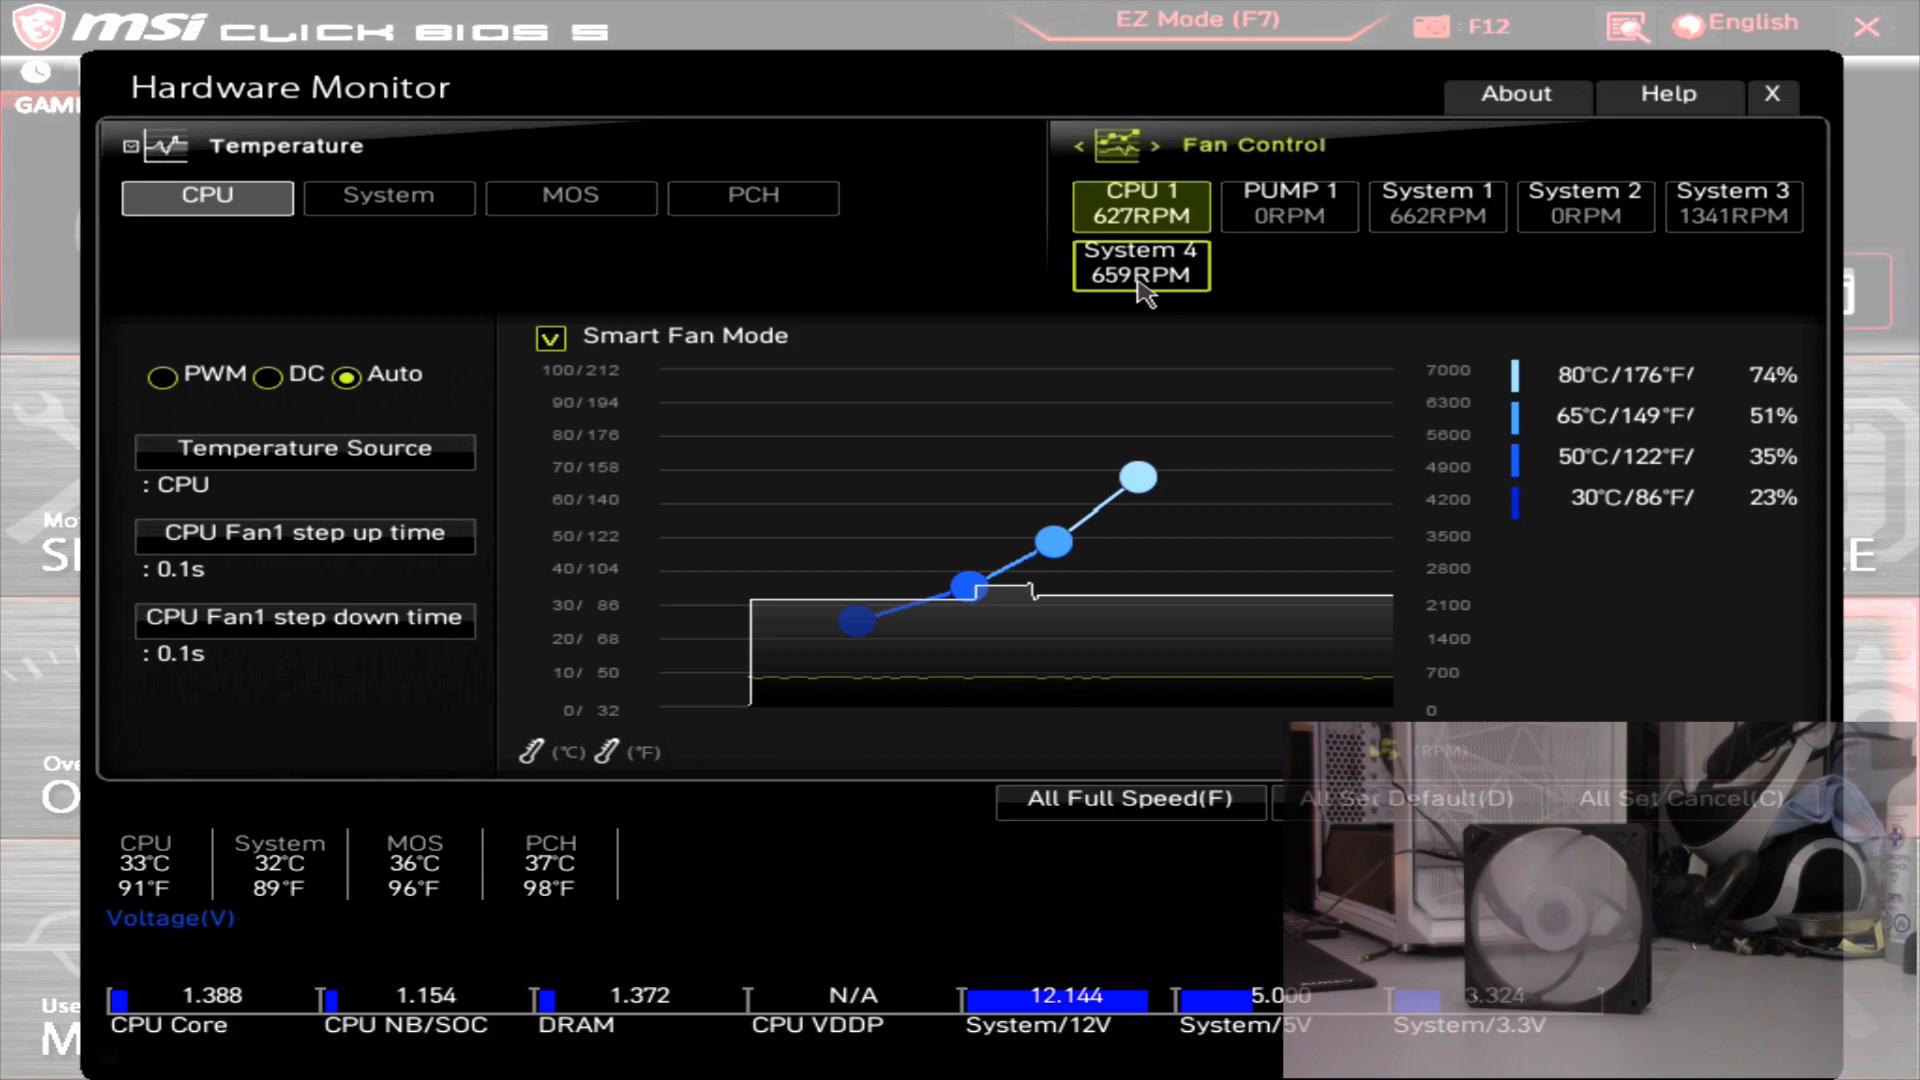 msi CLICK BIOS 5
EZ Mode (F7)
: F12
English
X
GAM
Hardware Monitor
About
Help
X
Temperature
CPU
System
MOS
PCH
< > Fan Control
CPU 1
627RPM
PUMP 1
0RPM
System 1
662RPM
System 2
0RPM
System 3
1341RPM
System 4
659RPM
PWM
DC
Auto
Temperature Source
: CPU
CPU Fan1 step up time
: 0.1s
CPU Fan1 step down time
: 0.1s
V Smart Fan Mode
100/212
90/194
80/176
70/158
60/140
50/122
40/104
30/ 86
20/ 68
10/ 50
0/ 32
7000
6300
5600
4900
4200
3500
2800
2100
1400
700
0
(°C)
(°F)
(RPM)
80°C/176°F/ 74%
65°C/149°F/ 51%
50°C/122°F/ 35%
30°C/86°F/ 23%
All Full Speed(F)
All Set Default(D)
All Set Cancel(C)
CPU
33°C
91°F
System
32°C
89°F
MOS
36°C
96°F
PCH
37°C
98°F
Voltage(V)
1.388
CPU Core
1.154
CPU NB/SOC
1.372
DRAM
N/A
CPU VDDP
12.144
System/12V
5.000
System/5V
3.324
System/3.3V
Mo
S
Ove
O
Use
M
E